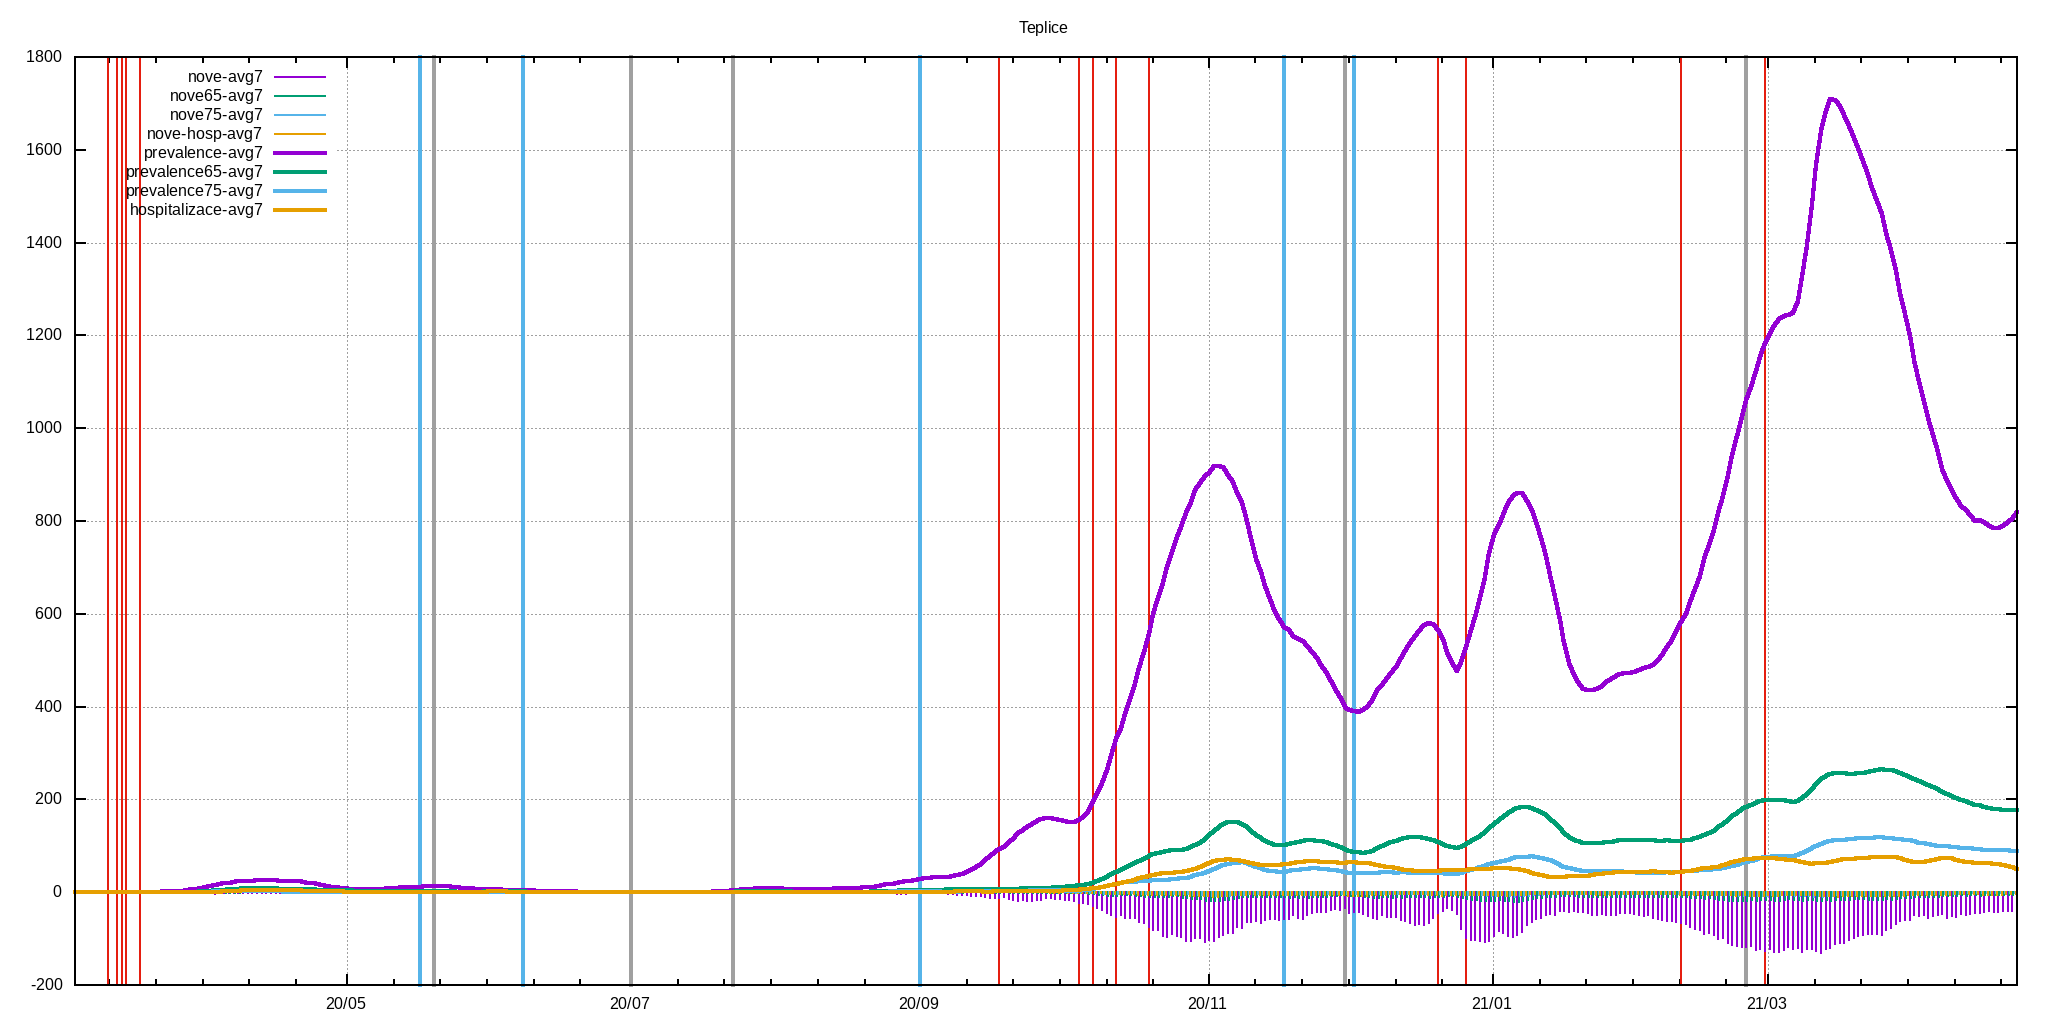 Teplice
1800
1600
1400
1200
1000
800
600
400
200
0
-200
nove-avg7
nove65-avg7
nove75-avg7
nove-hosp-avg7
prevalence-avg7
prevalence65-avg7
prevalence75-avg7
hospitalizace-avg7
20/05 20/07 20/09 20/11 21/01 21/03